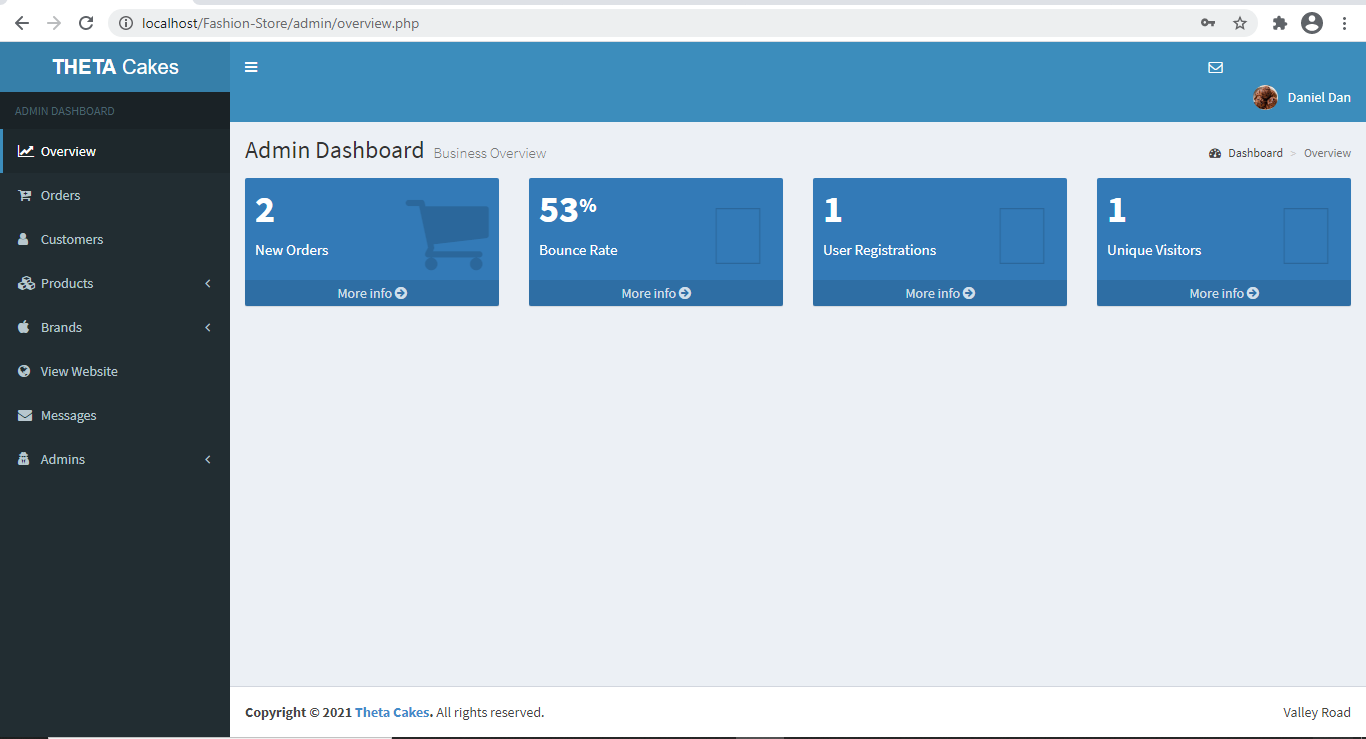 localhost/Fashion-Store/admin/overview.php
THETA Cakes
Daniel Dan
ADMIN DASHBOARD
Overview
Orders
Customers
Products
Brands
View Website
Messages
Admins
Admin Dashboard Business Overview
Dashboard > Overview
2
New Orders
More info
53%
Bounce Rate
More info
1
User Registrations
More info
1
Unique Visitors
More info
Copyright © 2021 Theta Cakes. All rights reserved.
Valley Road